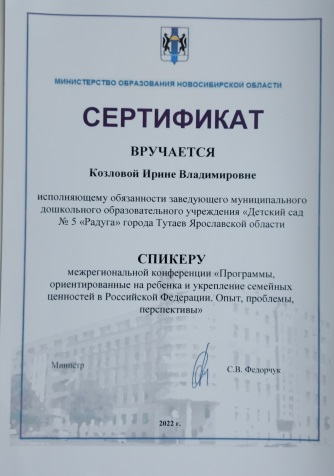 МИНИСТЕРСТВО ОБРАЗОВАНИЯ НОВОСИБИРСКОЙ ОБЛАСТИ
СЕРТИФИКАТ
ВРУЧАЕТСЯ
Козловой Ирине Владимировне
исполняющему обязанности заведующего муниципального
дошкольного образовательного учреждения «Детский сад
№ 5 «Радуга» города Тутаев Ярославской области
СПИКЕРУ
межрегиональной конференции «Программы,
ориентированные на ребенка и укрепление семейных
ценностей в Российской Федерации. Опыт, проблемы,
перспективы»
Министр С.В. Федорчук
2022 г.